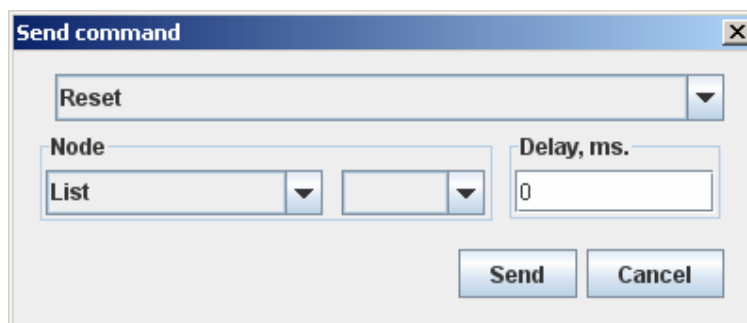 Send command
Reset
Node
Delay, ms.
List
0
Send
Cancel